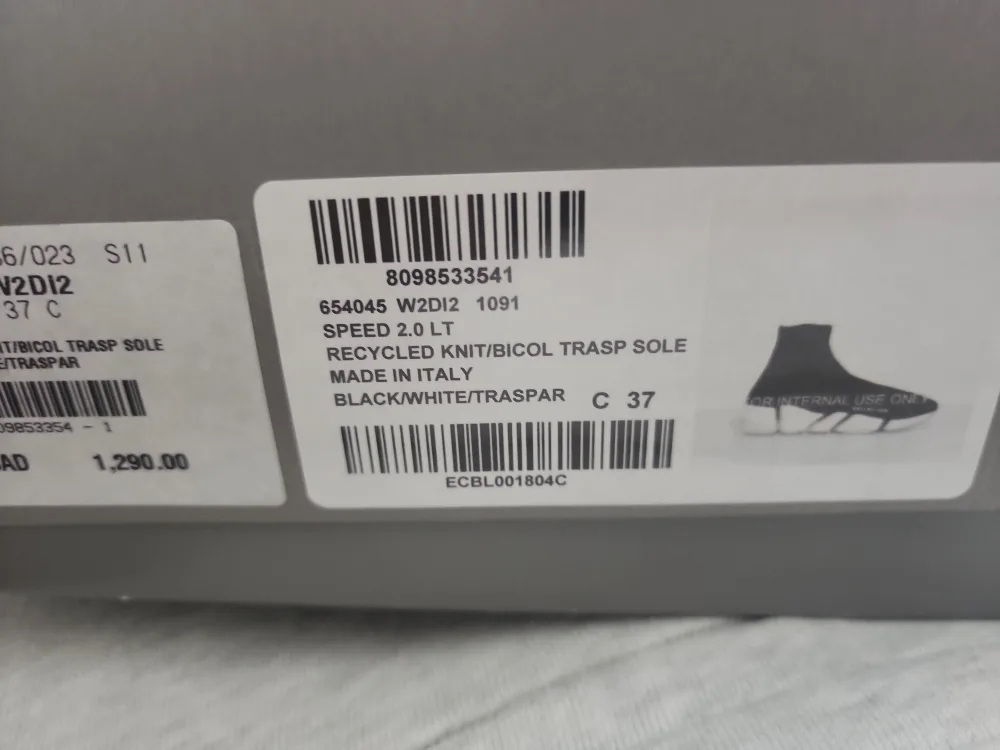 6/023 S11
W2DI2
37 C
IT/BICOL TRASP SOLE
E/TRASPAR
09853354 - 1
AD 1,290.00
8098533541
654045 W2DI2 1091
SPEED 2.0 LT
RECYCLED KNIT/BICOL TRASP SOLE
MADE IN ITALY
BLACK/WHITE/TRASPAR C 37
ECBL001804C
FOR INTERNAL USE ONLY